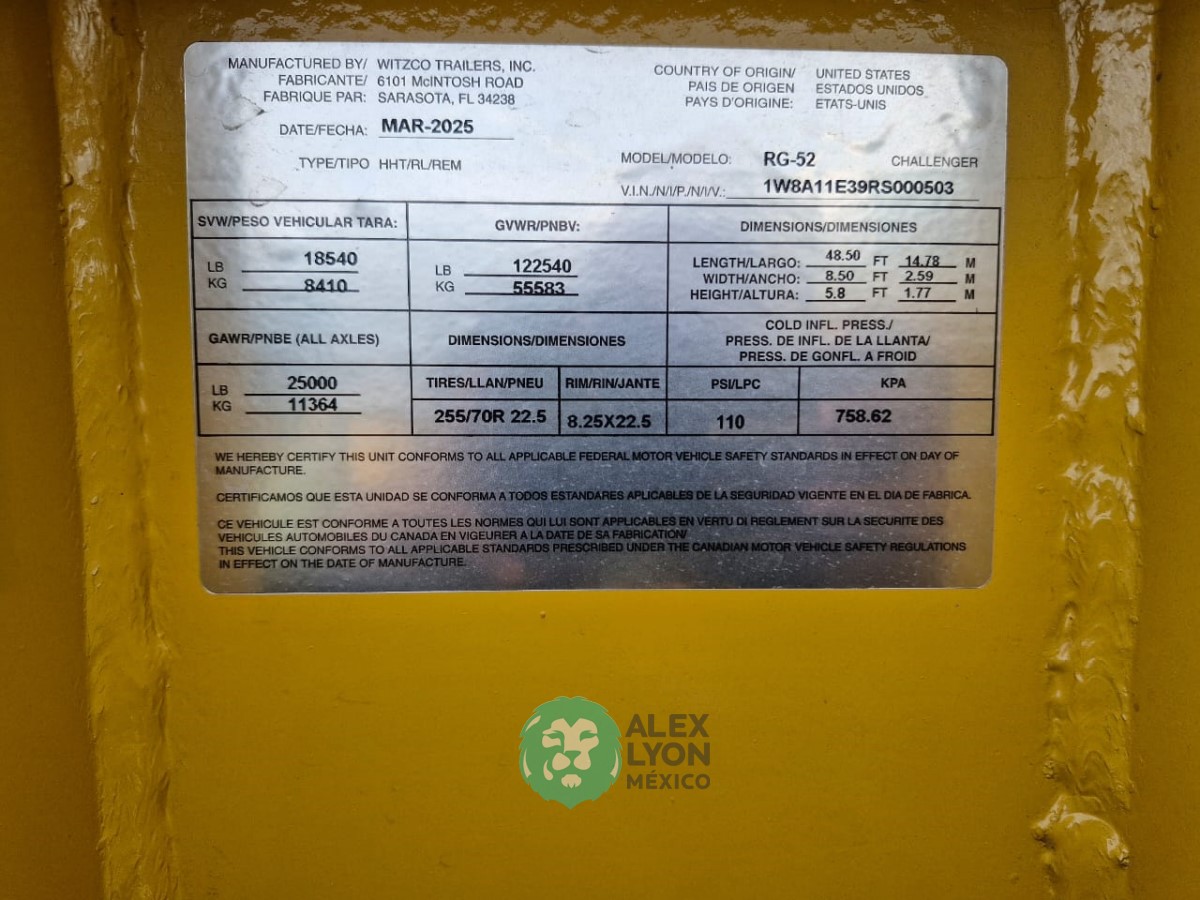 MANUFACTURED BY/ WITZCO TRAILERS, INC.
FABRICANTE/ 6101 McINTOSH ROAD
FABRIQUE PAR: SARASOTA, FL 34238
COUNTRY OF ORIGIN/ UNITED STATES
PAIS DE ORIGEN ESTADOS UNIDOS
PAYS D'ORIGINE: ETATS-UNIS
DATE/FECHA: MAR-2025
TYPE/TIPO HHT/RL/REM
MODEL/MODELO: RG-52 CHALLENGER
V.I.N./N/I/P./N/I/V.: 1W8A11E39RS000503
SVW/PESO VEHICULAR TARA:
LB 18540
KG 8410
GVWR/PNBV:
LB 122540
KG 55583
DIMENSIONS/DIMENSIONES
LENGTH/LARGO: 48.50 FT 14.78 M
WIDTH/ANCHO: 8.50 FT 2.59 M
HEIGHT/ALTURA: 5.8 FT 1.77 M
GAWR/PNBE (ALL AXLES)
LB 25000
KG 11364
DIMENSIONS/DIMENSIONES
TIRES/LLAN/PNEU RIM/RIN/JANTE
255/70R 22.5 8.25X22.5
COLD INFL. PRESS./
PRESS. DE INFL. DE LA LLANTA/
PRESS. DE GONFL. A FROID
PSI/LPC KPA
110 758.62
WE HEREBY CERTIFY THIS UNIT CONFORMS TO ALL APPLICABLE FEDERAL MOTOR VEHICLE SAFETY STANDARDS IN EFFECT ON DAY OF
MANUFACTURE.
CERTIFICAMOS QUE ESTA UNIDAD SE CONFORMA A TODOS ESTANDARES APLICABLES DE LA SEGURIDAD VIGENTE EN EL DIA DE FABRICA.
CE VEHICULE EST CONFORME A TOUTES LES NORMES QUI LUI SONT APPLICABLES EN VERTU DI REGLEMENT SUR LA SECURITE DES
VEHICULES AUTOMOBILES DU CANADA EN VIGEURER A LA DATE DE SA FABRICATION/
THIS VEHICLE CONFORMS TO ALL APPLICABLE STANDARDS PRESCRIBED UNDER THE CANADIAN MOTOR VEHICLE SAFETY REGULATIONS
IN EFFECT ON THE DATE OF MANUFACTURE.
ALEX
LYON
MÉXICO